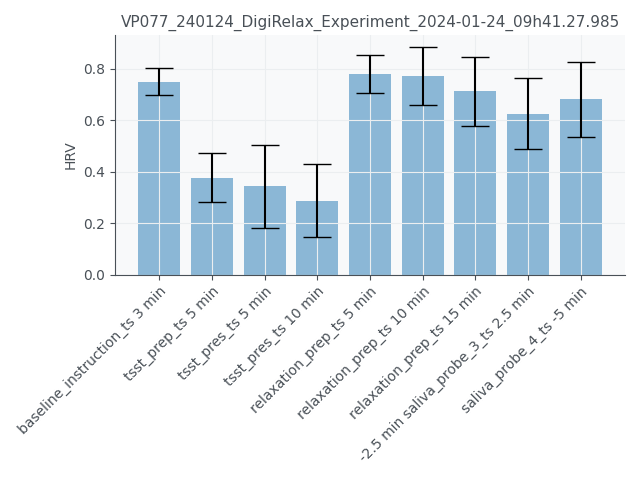 VP077_240124_DigiRelax_Experiment_2024-01-24_09h41.27.985
HRV
0.8
0.6
0.4
0.2
0.0
baseline_instruction_ts 3 min
tsst_prep_ts 5 min
tsst_pres_ts 5 min
tsst_pres_ts 10 min
relaxation_prep_ts 5 min
relaxation_prep_ts 10 min
relaxation_prep_ts 15 min
-2.5 min saliva_probe_3_ts 2.5 min
saliva_probe_4_ts -5 min